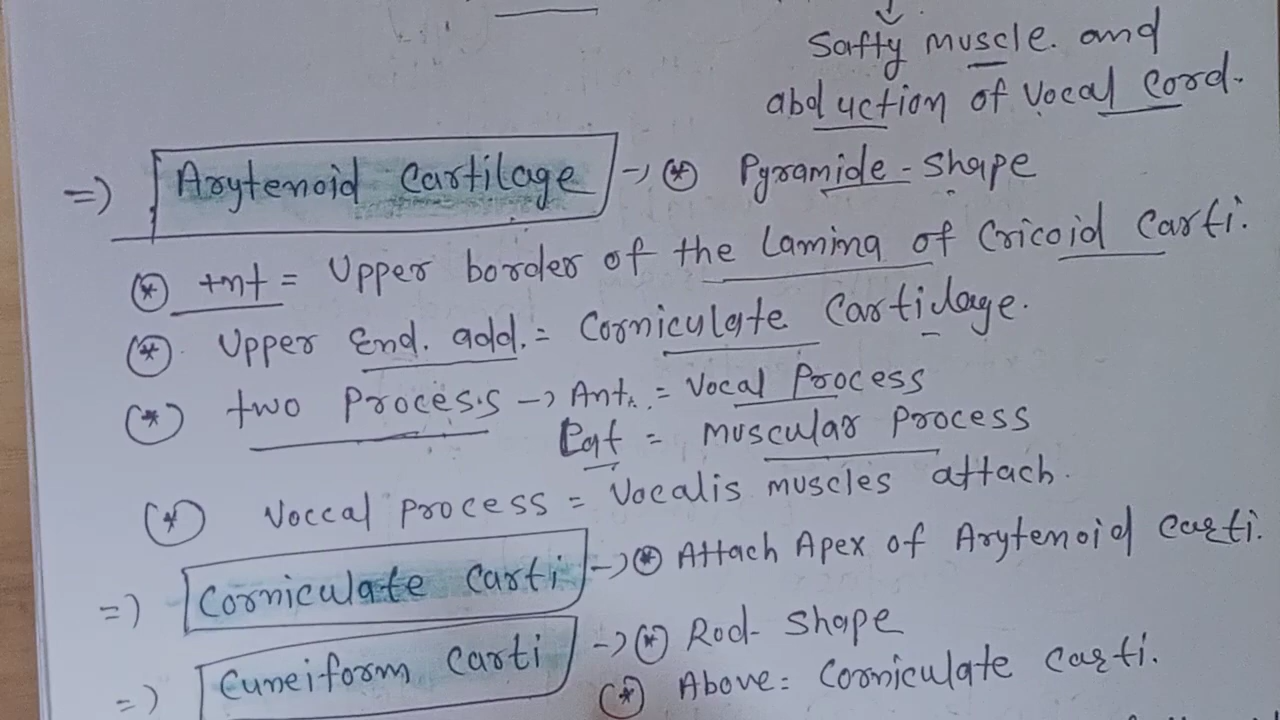 ↓
Safty muscle. and
abduction of Vocal Cord.
=) Arytenoid Cartilage -> * Pyramide-shape
* +nt = Upper border of the Lamina of Cricoid Carti.
* Upper End. add. = Corniculate Cartilage.
* two Process -> Ant. = Vocal Process
Lat = muscular Process
* Voccal process = Vocalis muscles attach.
=) Corniculate Carti -> * Attach Apex of Arytenoid Carti.
=) Cuneiform Carti -> * Rod-shape
* Above = Corniculate Carti.